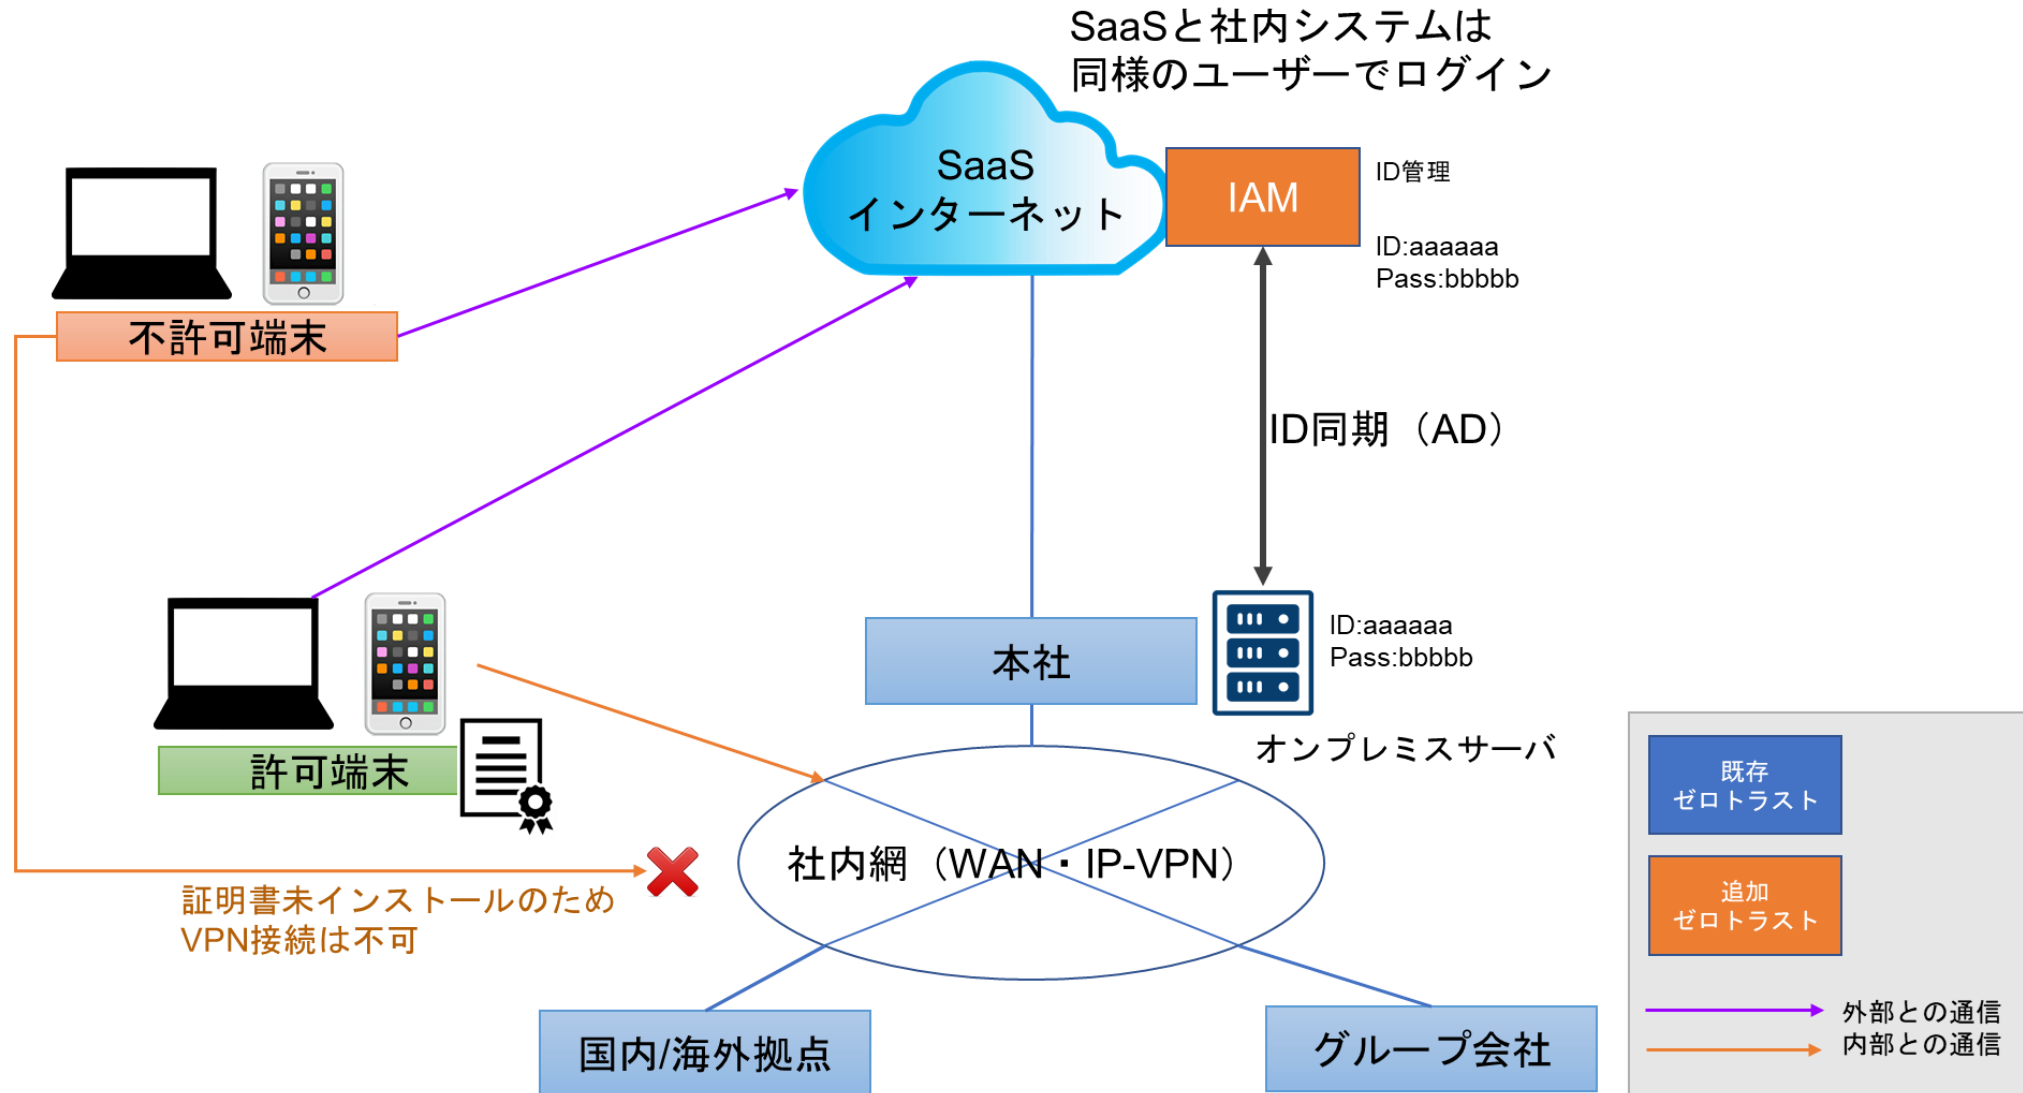 SaaSと社内システムは
同様のユーザーでログイン
SaaS
インターネット
IAM
ID管理
ID:aaaaaa
Pass:bbbbb
不許可端末
ID同期（AD）
本社
ID:aaaaaa
Pass:bbbbb
オンプレミスサーバ
許可端末
社内網（WAN・IP-VPN）
証明書未インストールのため
VPN接続は不可
国内/海外拠点
グループ会社
既存
ゼロトラスト
追加
ゼロトラスト
外部との通信
内部との通信